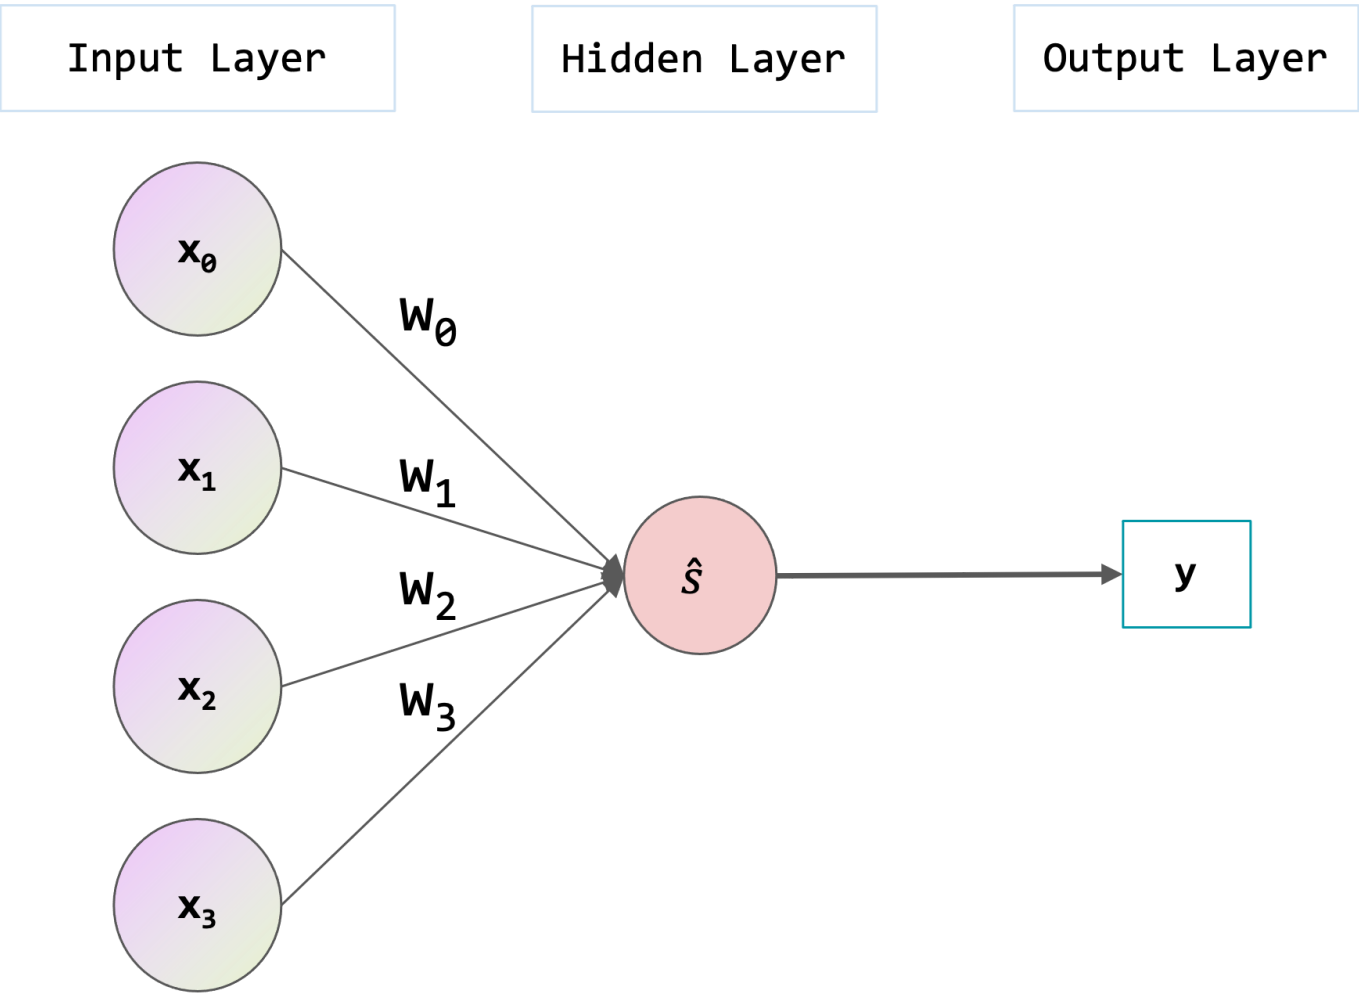 Input Layer
Hidden Layer
Output Layer
x₀
W₀
x₁
W₁
W₂
ŝ
y
x₂
W₃
x₃